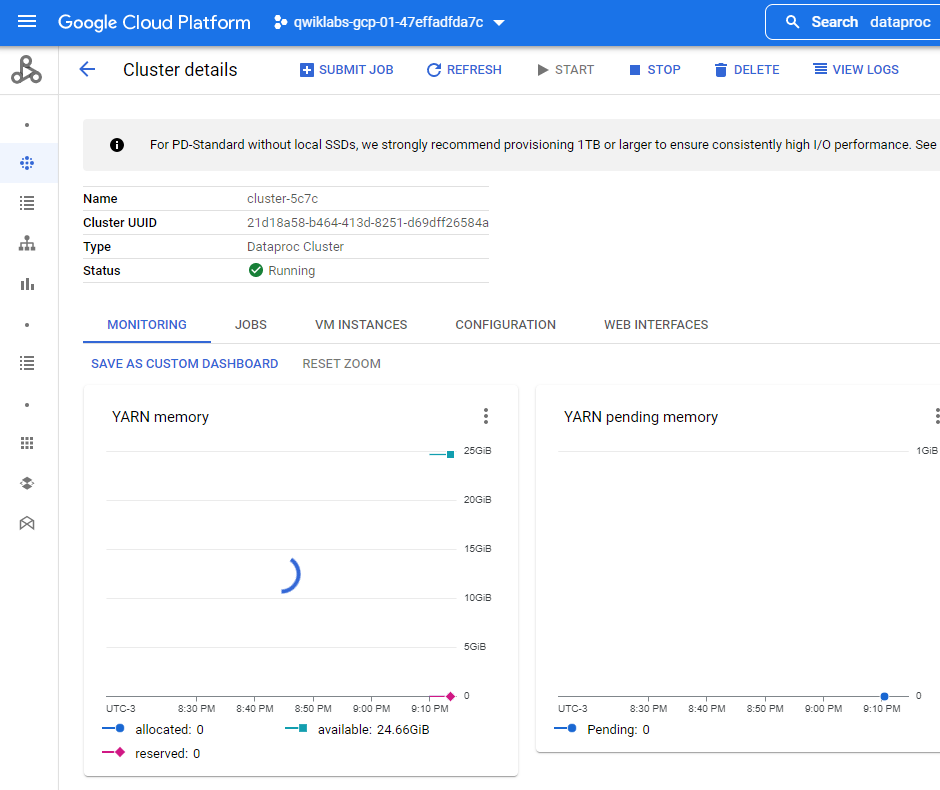 Google Cloud Platform qwiklabs-gcp-01-47effadfda7c Search dataproc
Cluster details SUBMIT JOB REFRESH START STOP DELETE VIEW LOGS
For PD-Standard without local SSDs, we strongly recommend provisioning 1TB or larger to ensure consistently high I/O performance. See
Name cluster-5c7c
Cluster UUID 21d18a58-b464-413d-8251-d69dff26584a
Type Dataproc Cluster
Status Running
MONITORING JOBS VM INSTANCES CONFIGURATION WEB INTERFACES
SAVE AS CUSTOM DASHBOARD RESET ZOOM
YARN memory
25GiB
20GiB
15GiB
10GiB
5GiB
0
UTC-3 8:30 PM 8:40 PM 8:50 PM 9:00 PM 9:10 PM
allocated: 0 available: 24.66GiB
reserved: 0
YARN pending memory
1GiB
0
UTC-3 8:30 PM 8:40 PM 8:50 PM 9:00 PM 9:10 PM
Pending: 0